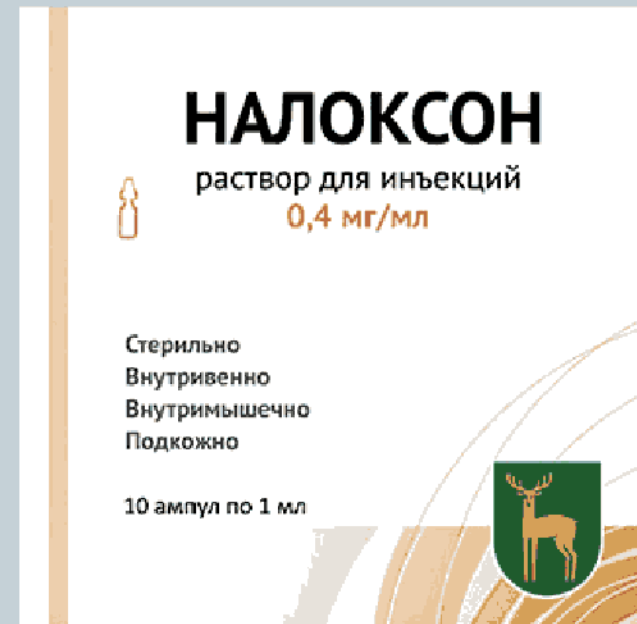 НАЛОКСОН
раствор для инъекций
0,4 мг/мл
Стерильно
Внутривенно
Внутримышечно
Подкожно
10 ампул по 1 мл